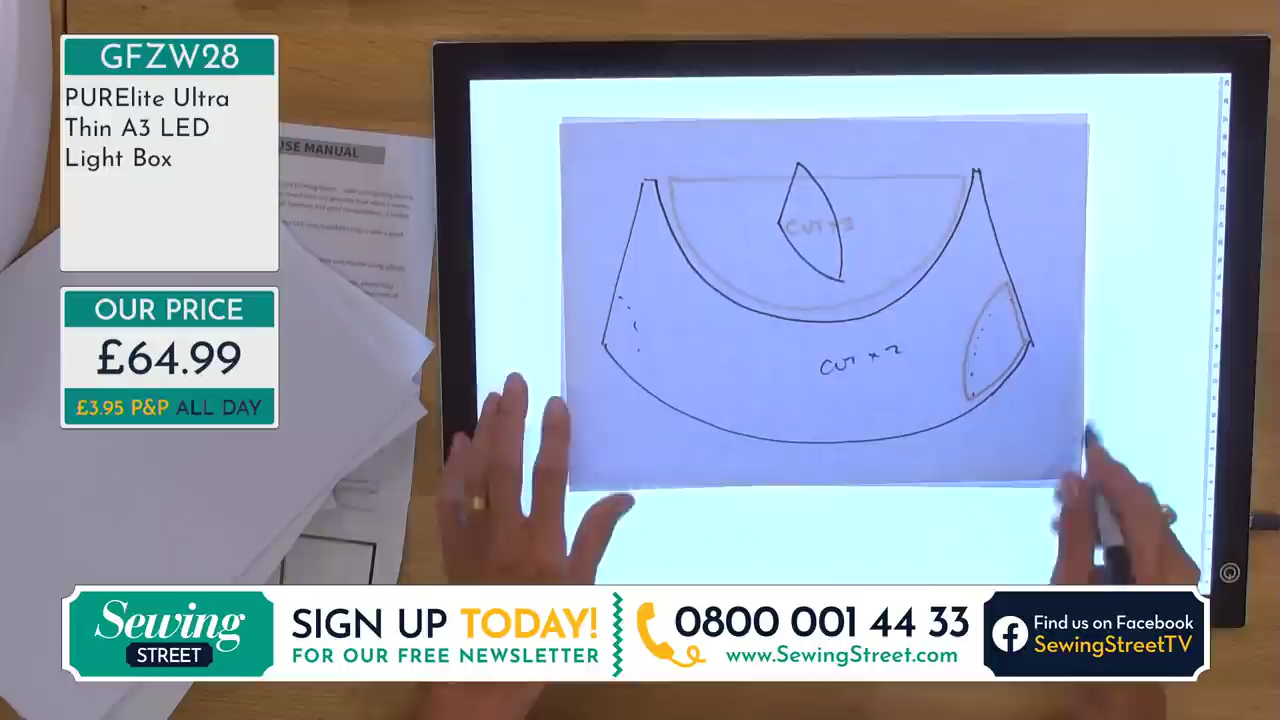 GFZW28
PURElite Ultra
Thin A3 LED
Light Box
USE MANUAL
OUR PRICE
£64.99
£3.95 P&P ALL DAY
CUT
CUT x 2
Sewing
STREET
SIGN UP TODAY!
FOR OUR FREE NEWSLETTER
0800 001 44 33
www.SewingStreet.com
Find us on Facebook
SewingStreetTV